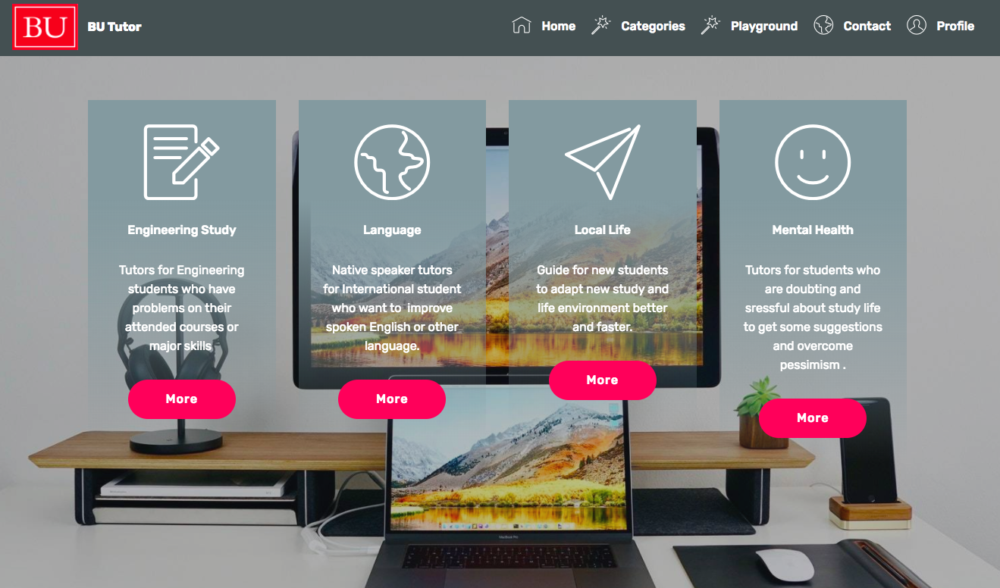 BU
BU Tutor
Home
Categories
Playground
Contact
Profile
Engineering Study
Tutors for Engineering
students who have
problems on their
attended courses or
major skills
More
Language
Native speaker tutors
for International student
who want to  improve
spoken English or other
language.
More
Local Life
Guide for new students
to adapt new study and
life environment better
and faster.
More
Mental Health
Tutors for students who
are doubting and
sressful about study life
to get some suggestions
and overcome
pessimism .
More
MacBook Pro